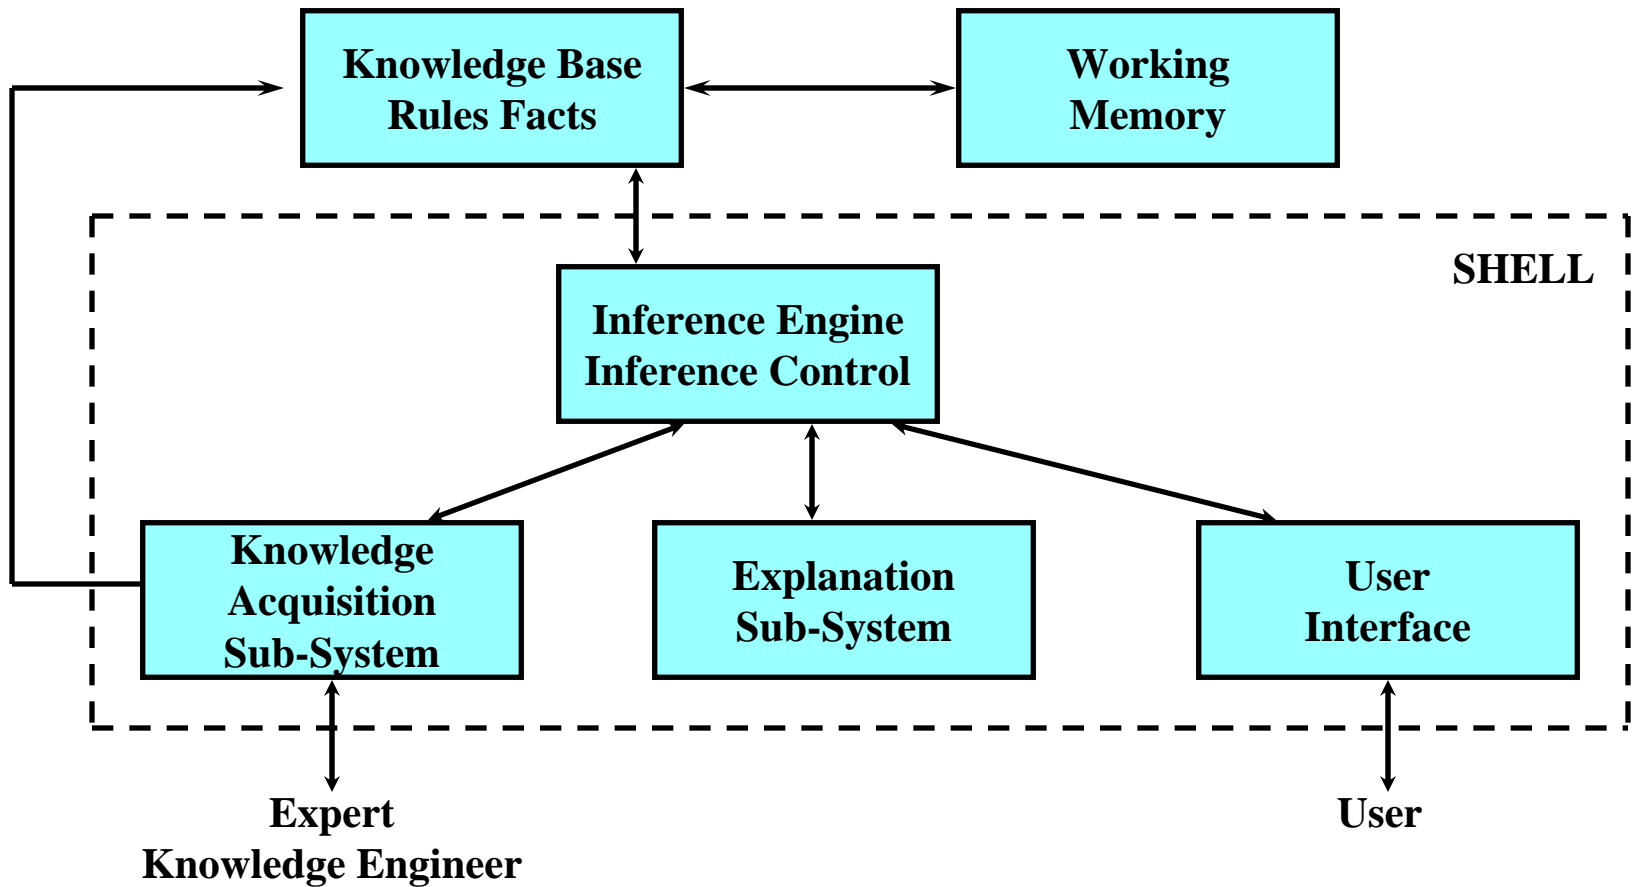 Knowledge Base
Rules Facts
Working
Memory
SHELL
Inference Engine
Inference Control
Knowledge
Acquisition
Sub-System
Explanation
Sub-System
User
Interface
Expert
Knowledge Engineer
User